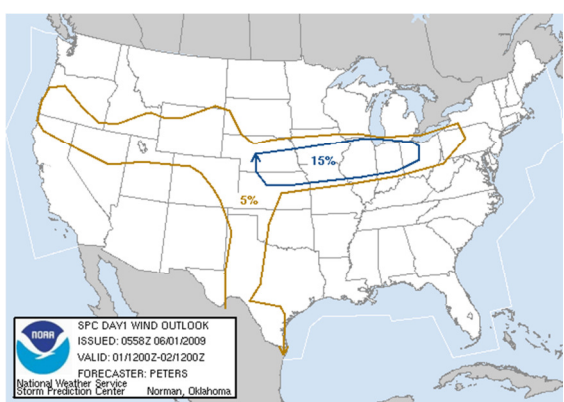 15%
5%
NOAA
SPC DAY1 WIND OUTLOOK
ISSUED: 0558Z 06/01/2009
VALID: 01/1200Z-02/1200Z
FORECASTER: PETERS
National Weather Service
Storm Prediction Center Norman, Oklahoma